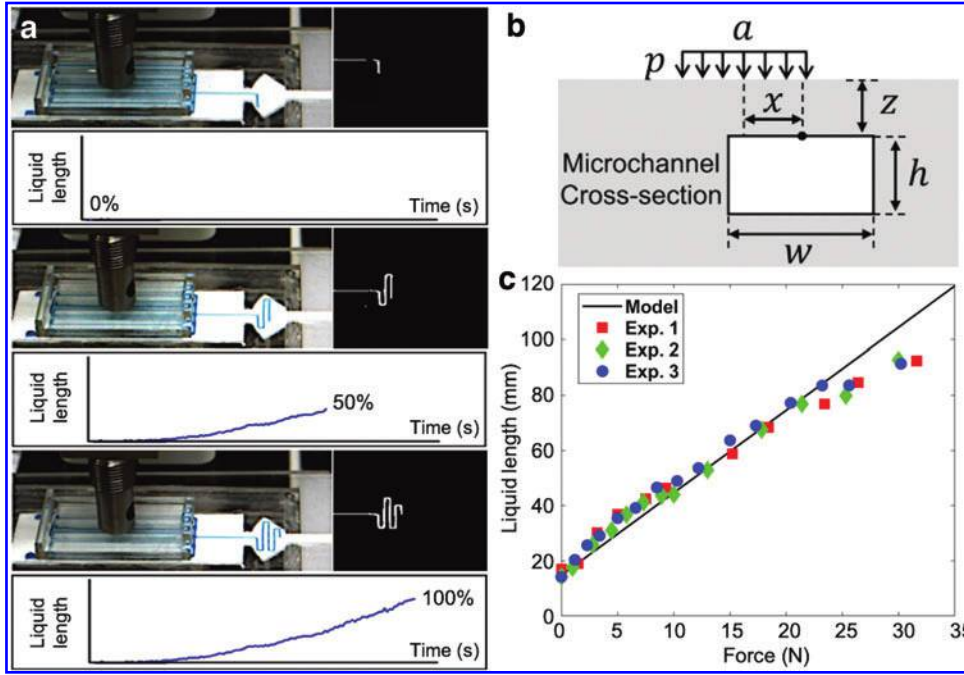 a
Liquid
length
0%
Time (s)
Liquid
length
50%
Time (s)
Liquid
length
100%
Time (s)
b
a
p
x
z
Microchannel
Cross-section
h
w
c
120
100
80
60
40
20
0
Liquid length (mm)
Model
Exp. 1
Exp. 2
Exp. 3
0 5 10 15 20 25 30 35
Force (N)